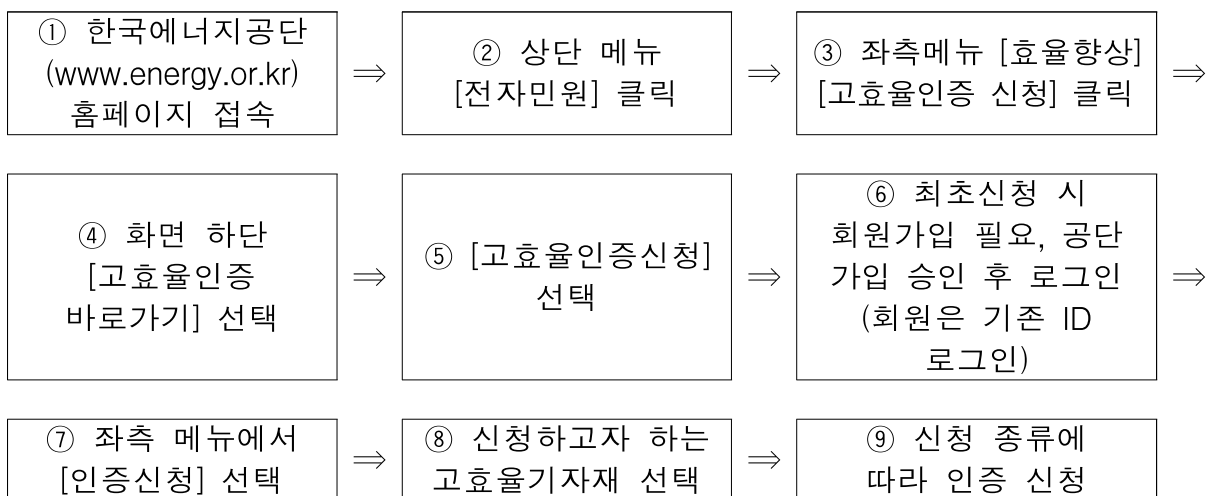 ① 한국에너지공단
(www.energy.or.kr)
홈페이지 접속
⇒
② 상단 메뉴
[전자민원] 클릭
⇒
③ 좌측메뉴 [효율향상]
[고효율인증 신청] 클릭
⇒
④ 화면 하단
[고효율인증
바로가기] 선택
⇒
⑤ [고효율인증신청]
선택
⇒
⑥ 최초신청 시
회원가입 필요, 공단
가입 승인 후 로그인
(회원은 기존 ID
로그인)
⇒
⑦ 좌측 메뉴에서
[인증신청] 선택
⇒
⑧ 신청하고자 하는
고효율기자재 선택
⇒
⑨ 신청 종류에
따라 인증 신청